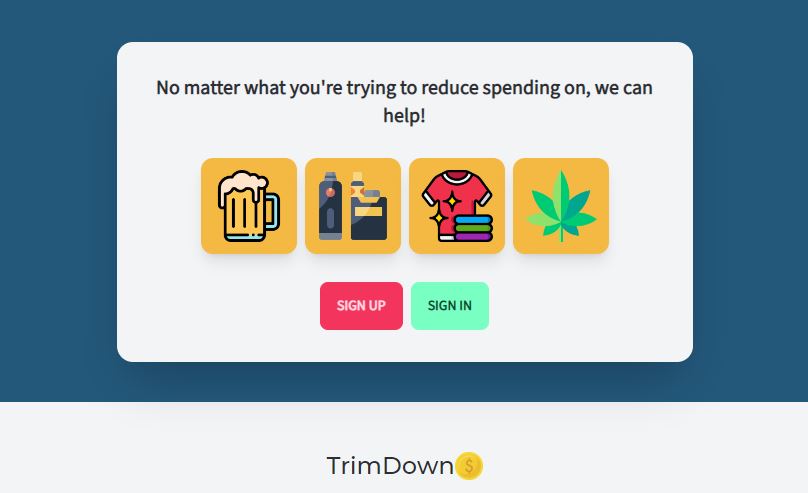 No matter what you're trying to reduce spending on, we can
help!
SIGN UP SIGN IN
TrimDown